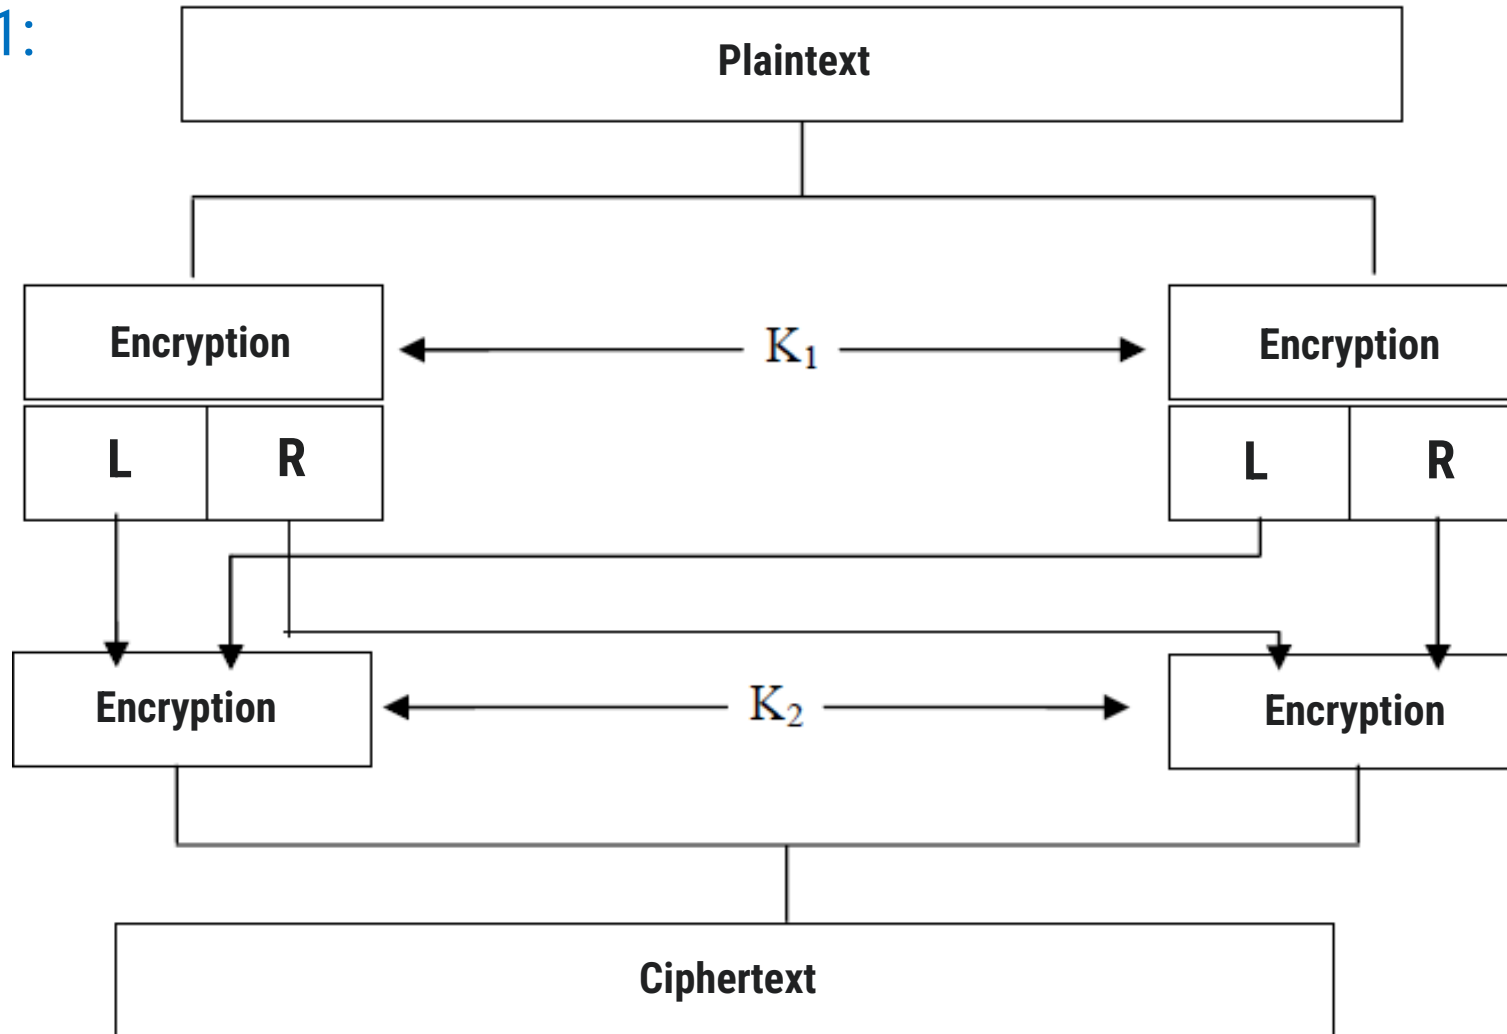 1:
Plaintext
Encryption
K₁
Encryption
L
R
L
R
Encryption
K₂
Encryption
Ciphertext